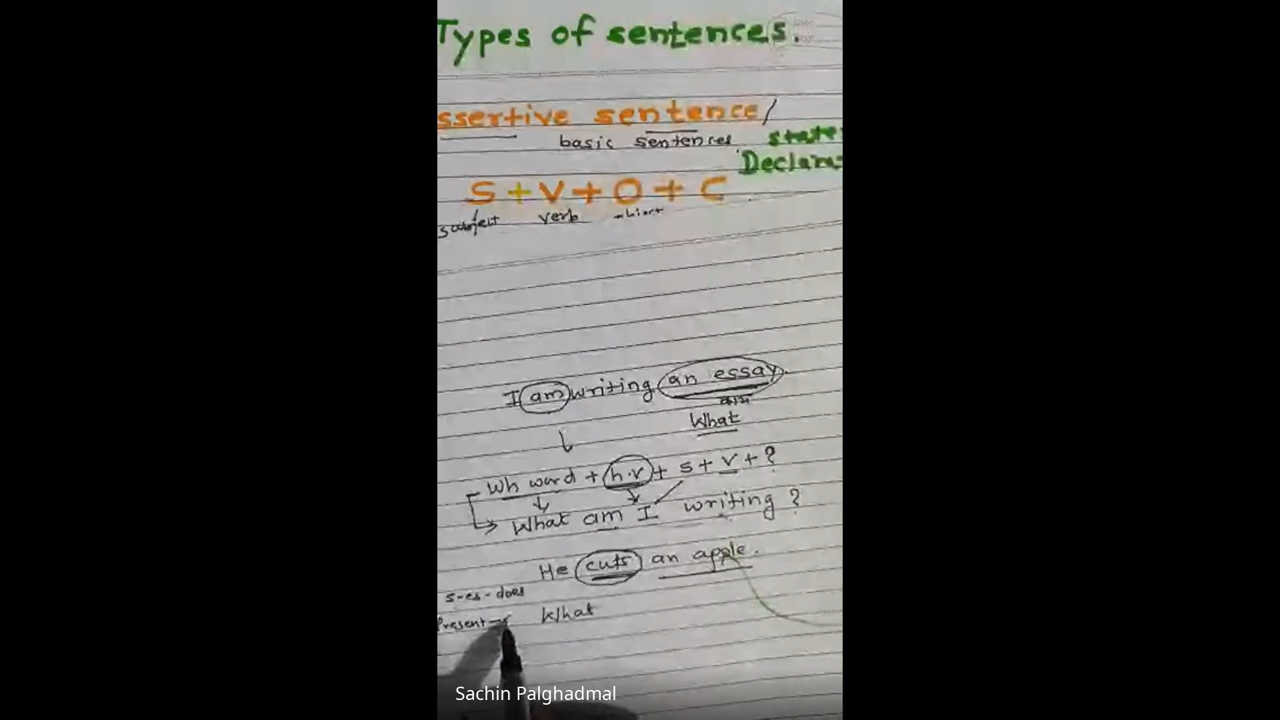 Types of sentences.
ssertive sentence/
basic sentences
state
Declara
S + V + O + C
subject verb
I am writing an essay.
What
Wh word + h.v + S + V + ?
What am I writing ?
He cuts an apple.
s-es-does
Present
What
Sachin Palghadmal